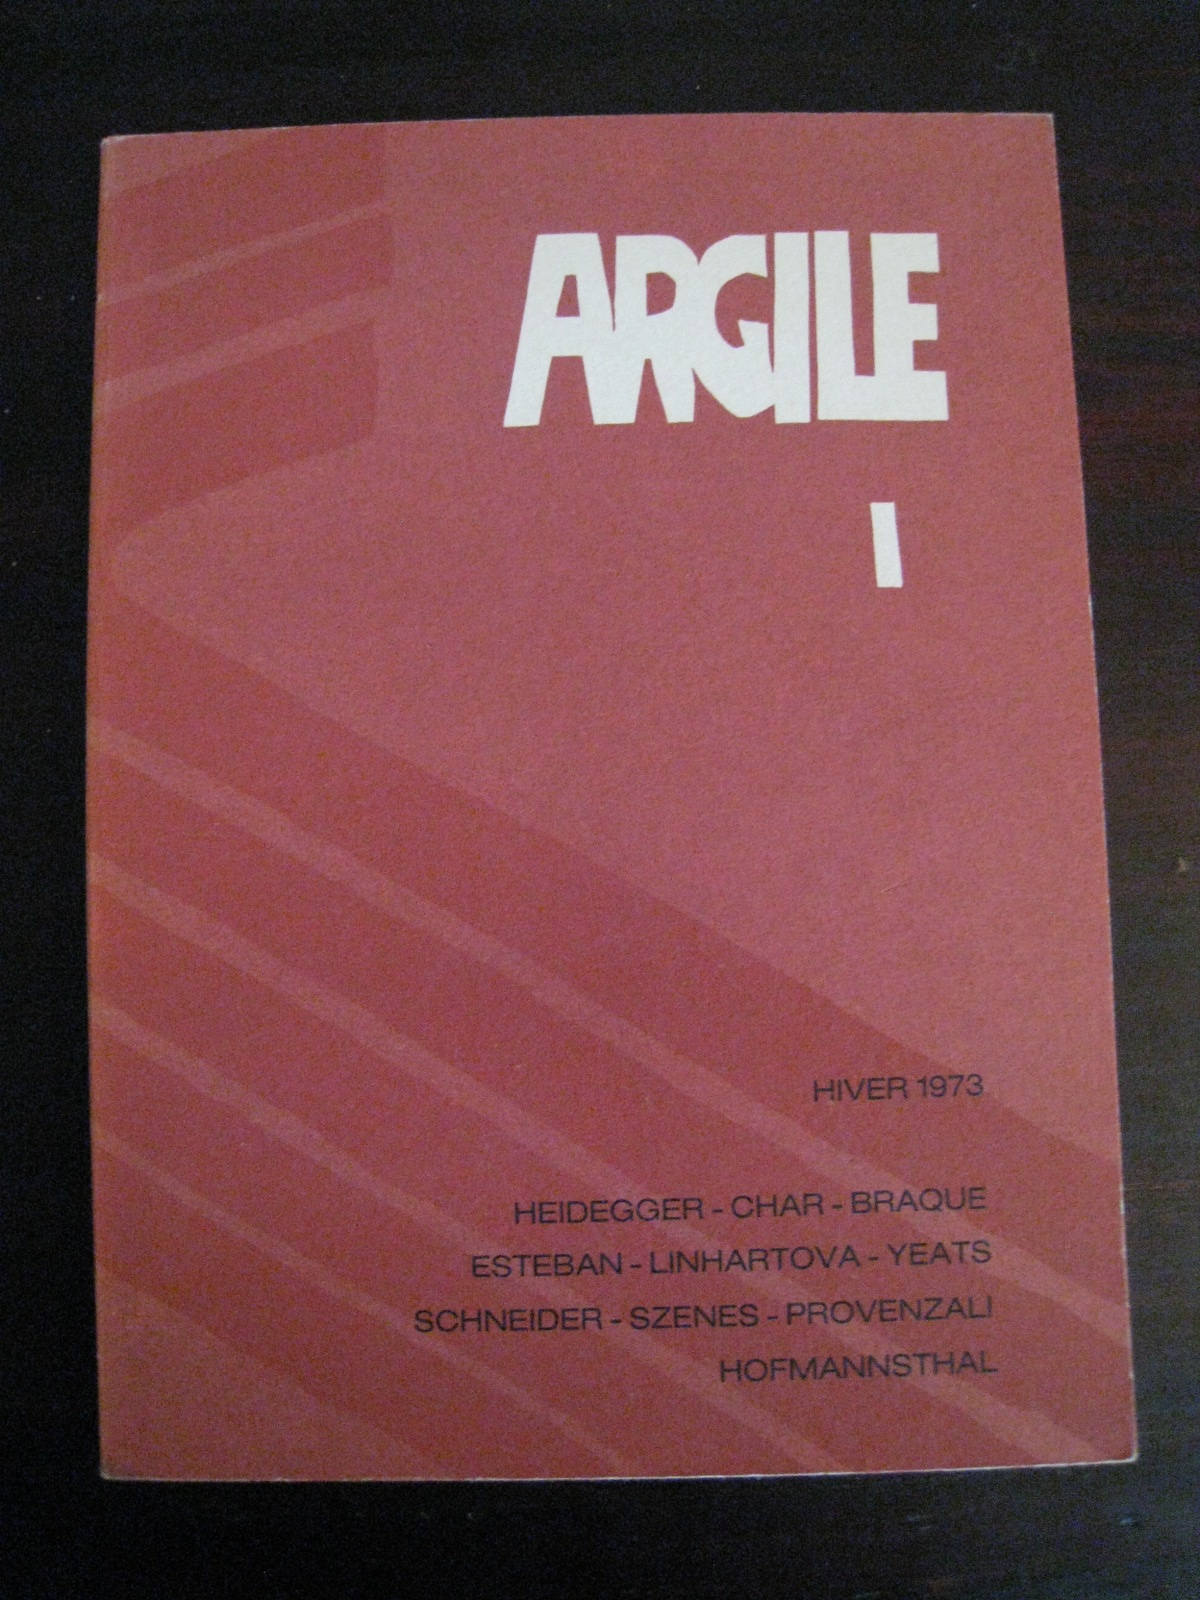 ARGILE
I
HIVER 1973
HEIDEGGER - CHAR - BRAQUE
ESTEBAN - LINHARTOVA - YEATS
SCHNEIDER - SZENES - PROVENZALI
HOFMANNSTHAL